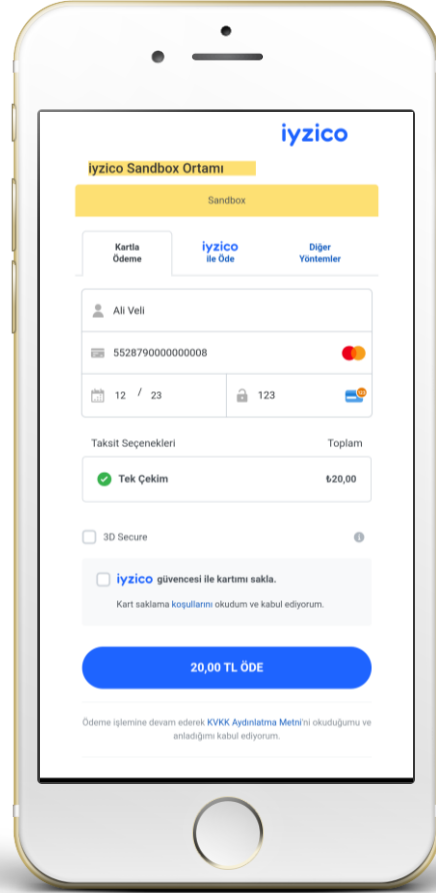 iyzico
iyzico Sandbox Ortamı
Sandbox
Kartla Ödeme
iyzico ile Öde
Diğer Yöntemler
Ali Veli
5528790000000008
12 / 23
123
Taksit Seçenekleri Toplam
Tek Çekim ₺20,00
3D Secure
iyzico güvencesi ile kartımı sakla.
Kart saklama koşullarını okudum ve kabul ediyorum.
20,00 TL ÖDE
Ödeme işlemine devam ederek KVKK Aydınlatma Metni'ni okuduğumu ve
anladığımı kabul ediyorum.